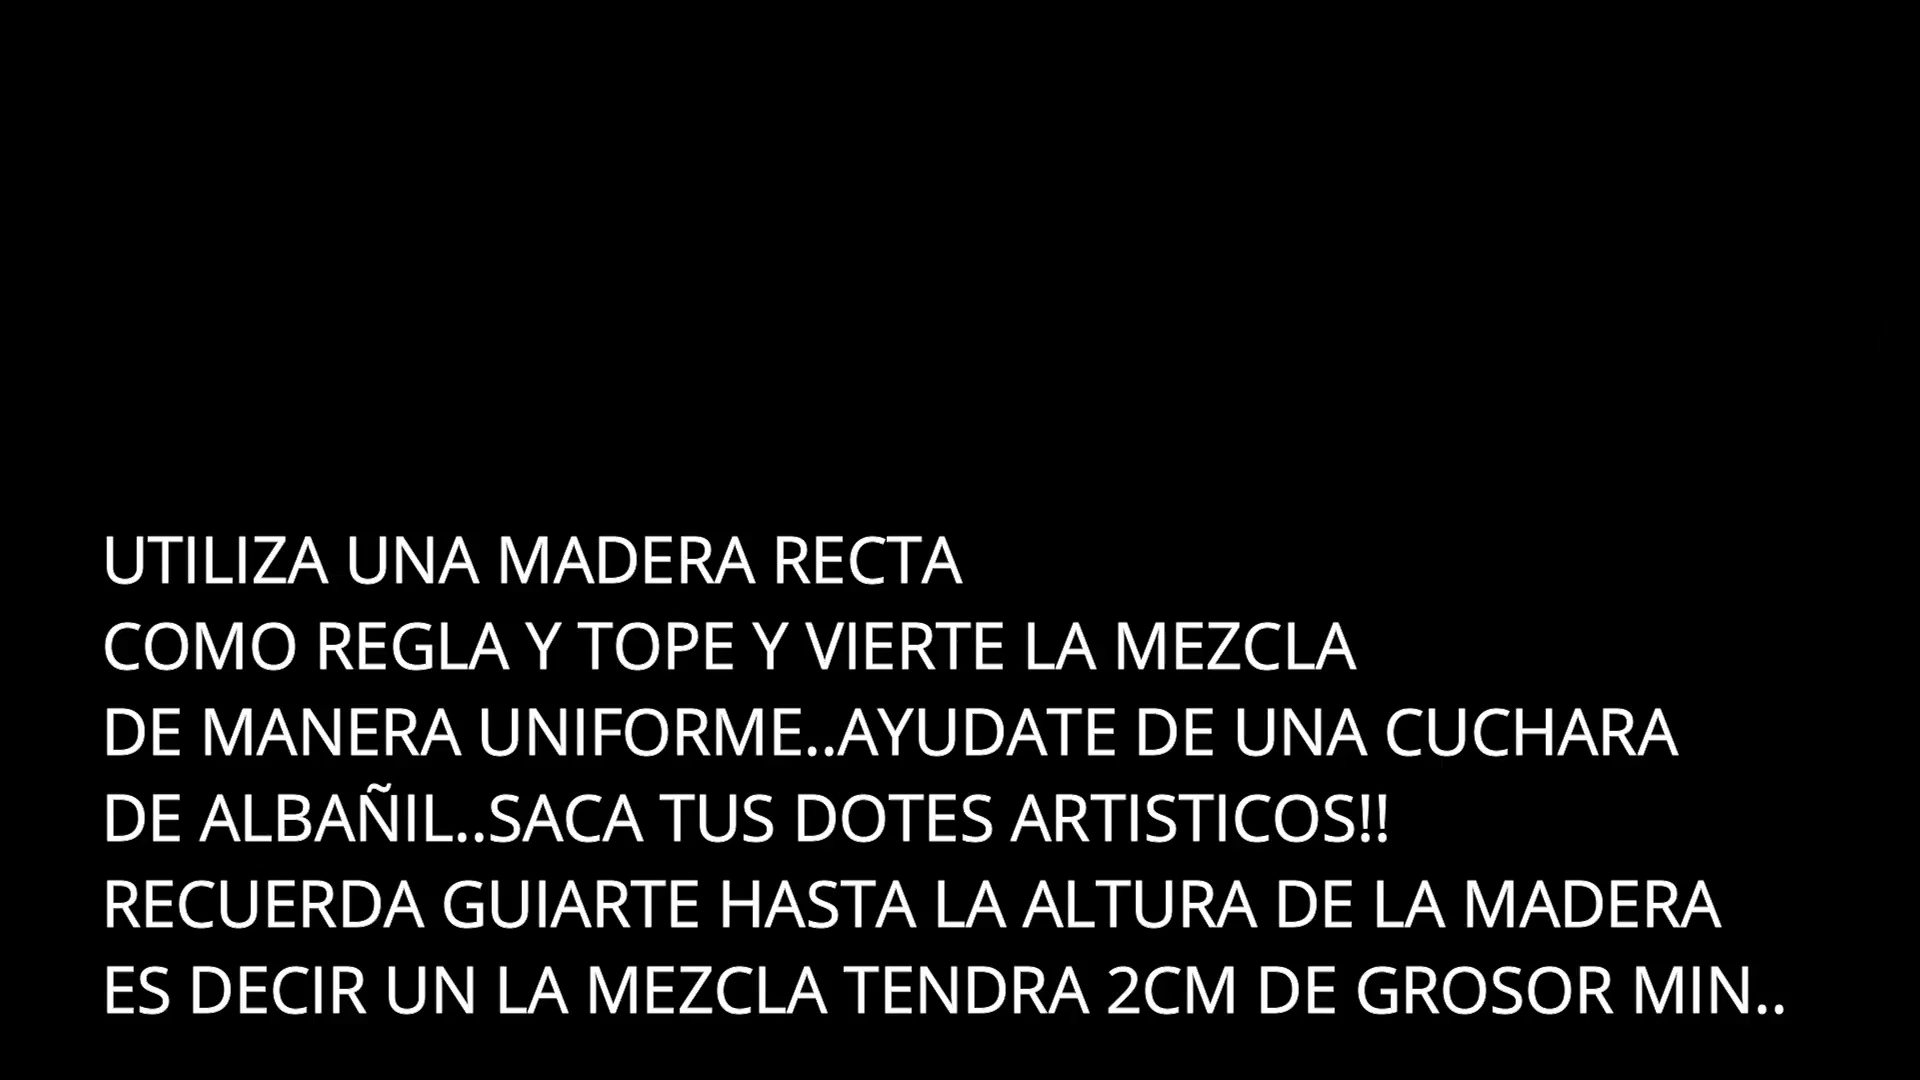 UTILIZA UNA MADERA RECTA
COMO REGLA Y TOPE Y VIERTE LA MEZCLA
DE MANERA UNIFORME..AYUDATE DE UNA CUCHARA
DE ALBAÑIL..SACA TUS DOTES ARTISTICOS!!
RECUERDA GUIARTE HASTA LA ALTURA DE LA MADERA
ES DECIR UN LA MEZCLA TENDRA 2CM DE GROSOR MIN..